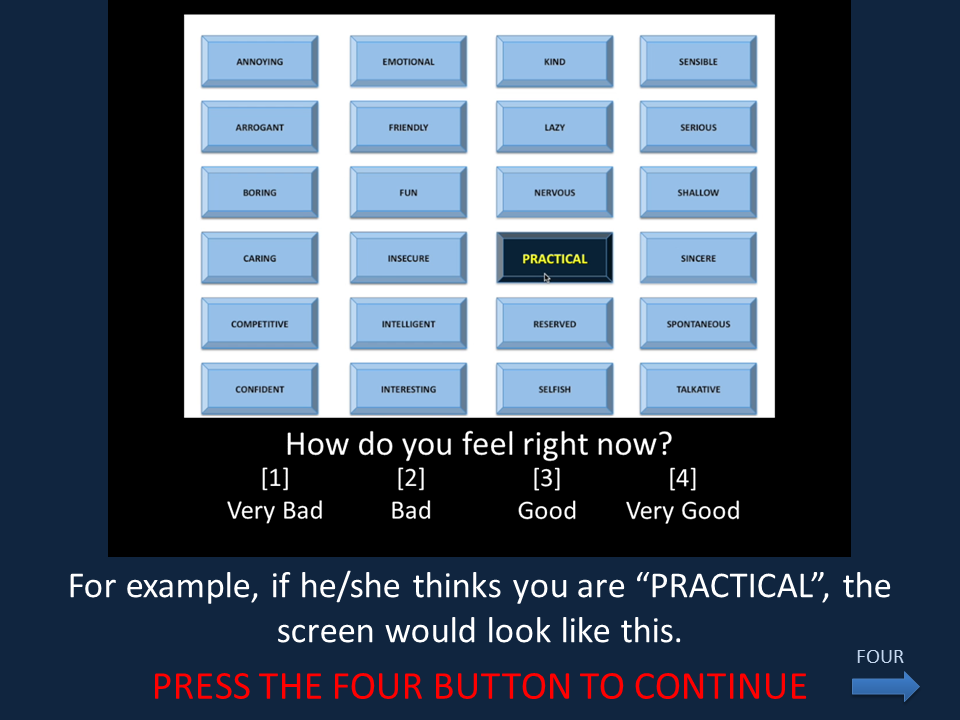 ANNOYING EMOTIONAL KIND SENSIBLE
ARROGANT FRIENDLY LAZY SERIOUS
BORING FUN NERVOUS SHALLOW
CARING INSECURE PRACTICAL SINCERE
COMPETITIVE INTELLIGENT RESERVED SPONTANEOUS
CONFIDENT INTERESTING SELFISH TALKATIVE
How do you feel right now?
[1] [2] [3] [4]
Very Bad Bad Good Very Good
For example, if he/she thinks you are “PRACTICAL”, the
screen would look like this.
FOUR
PRESS THE FOUR BUTTON TO CONTINUE